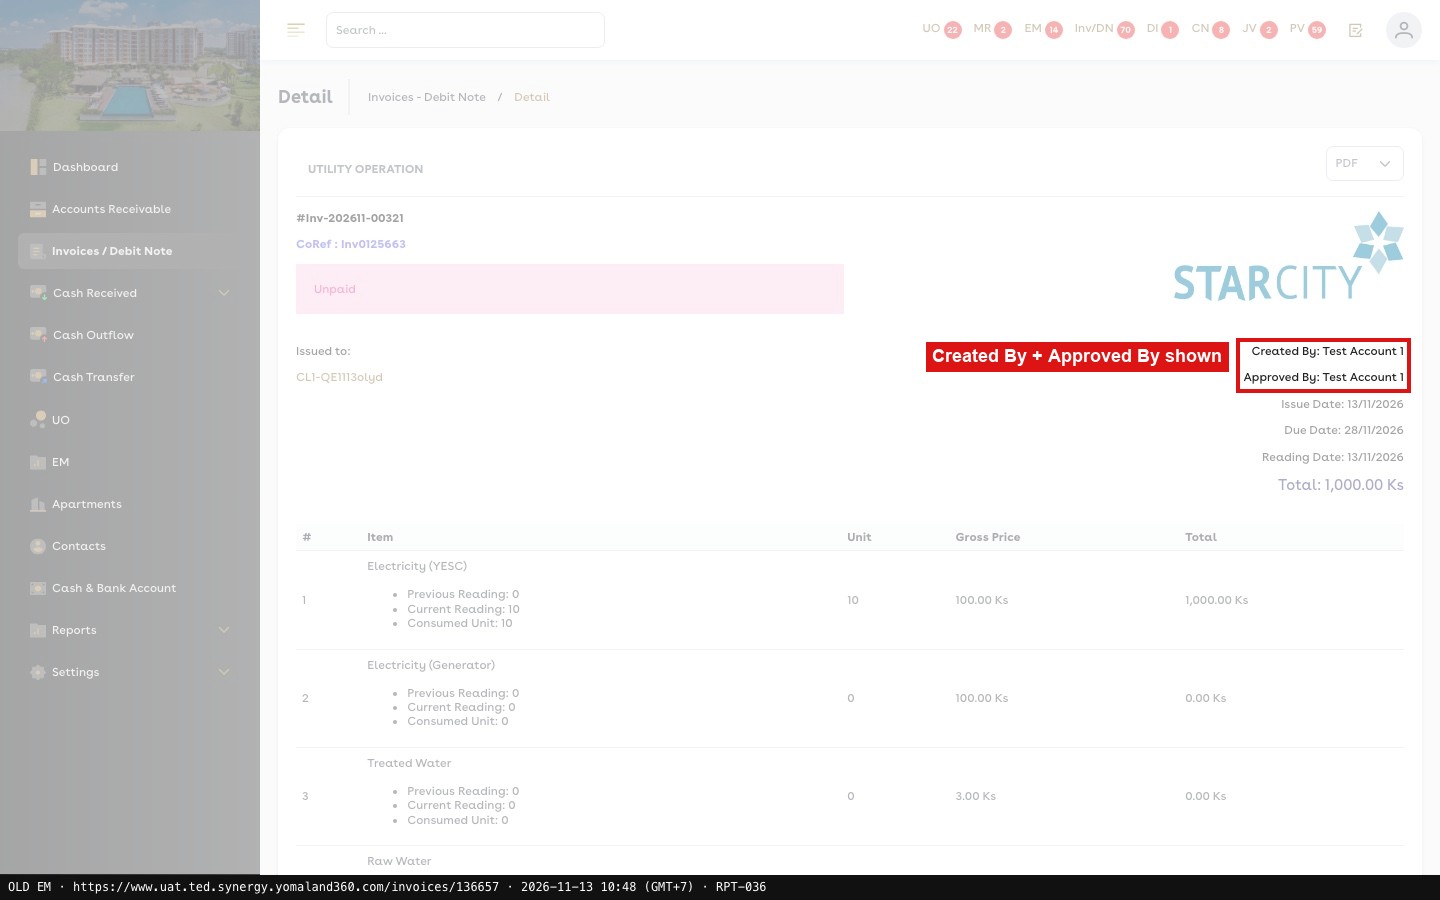 Search ...
UO 22 MR 2 EM 14 Inv/DN 70 DI 1 CN 8 JV 2 PV 59
Detail
Invoices - Debit Note / Detail
Dashboard
Accounts Receivable
Invoices / Debit Note
Cash Received
Cash Outflow
Cash Transfer
UO
EM
Apartments
Contacts
Cash & Bank Account
Reports
Settings
UTILITY OPERATION
PDF
#Inv-202611-00321
CoRef : Inv0125663
Unpaid
STARCITY
Issued to:
CL1-QE1113olyd
Created By + Approved By shown
Created By: Test Account 1
Approved By: Test Account 1
Issue Date: 13/11/2026
Due Date: 28/11/2026
Reading Date: 13/11/2026
Total: 1,000.00 Ks
# Item Unit Gross Price Total
Electricity (YESC)
1 10 100.00 Ks 1,000.00 Ks
• Previous Reading: 0
• Current Reading: 10
• Consumed Unit: 10
Electricity (Generator)
2 0 100.00 Ks 0.00 Ks
• Previous Reading: 0
• Current Reading: 0
• Consumed Unit: 0
Treated Water
3 0 3.00 Ks 0.00 Ks
• Previous Reading: 0
• Current Reading: 0
• Consumed Unit: 0
Raw Water
OLD EM · https://www.uat.ted.synergy.yomaland360.com/invoices/136657 · 2026-11-13 10:48 (GMT+7) · RPT-036